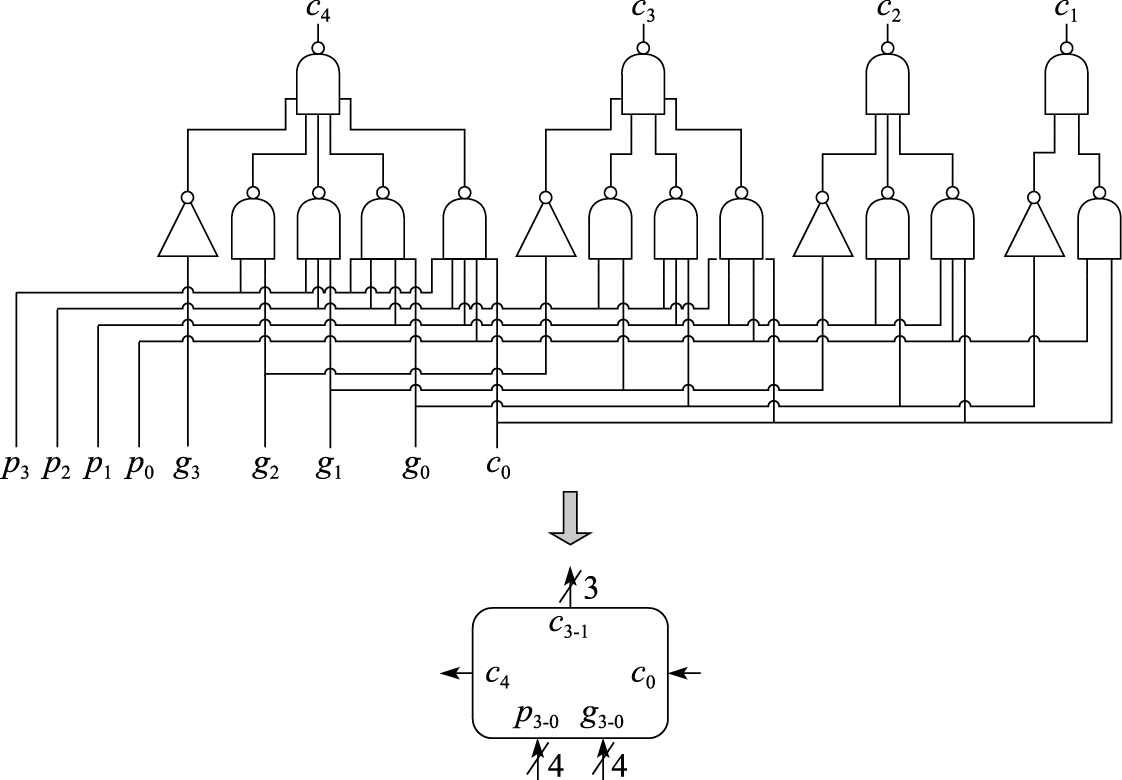 c₄ c₃ c₂ c₁
p₃ p₂ p₁ p₀ g₃ g₂ g₁ g₀ c₀
3
c₃₋₁
c₄ c₀
p₃₋₀ g₃₋₀
4 4